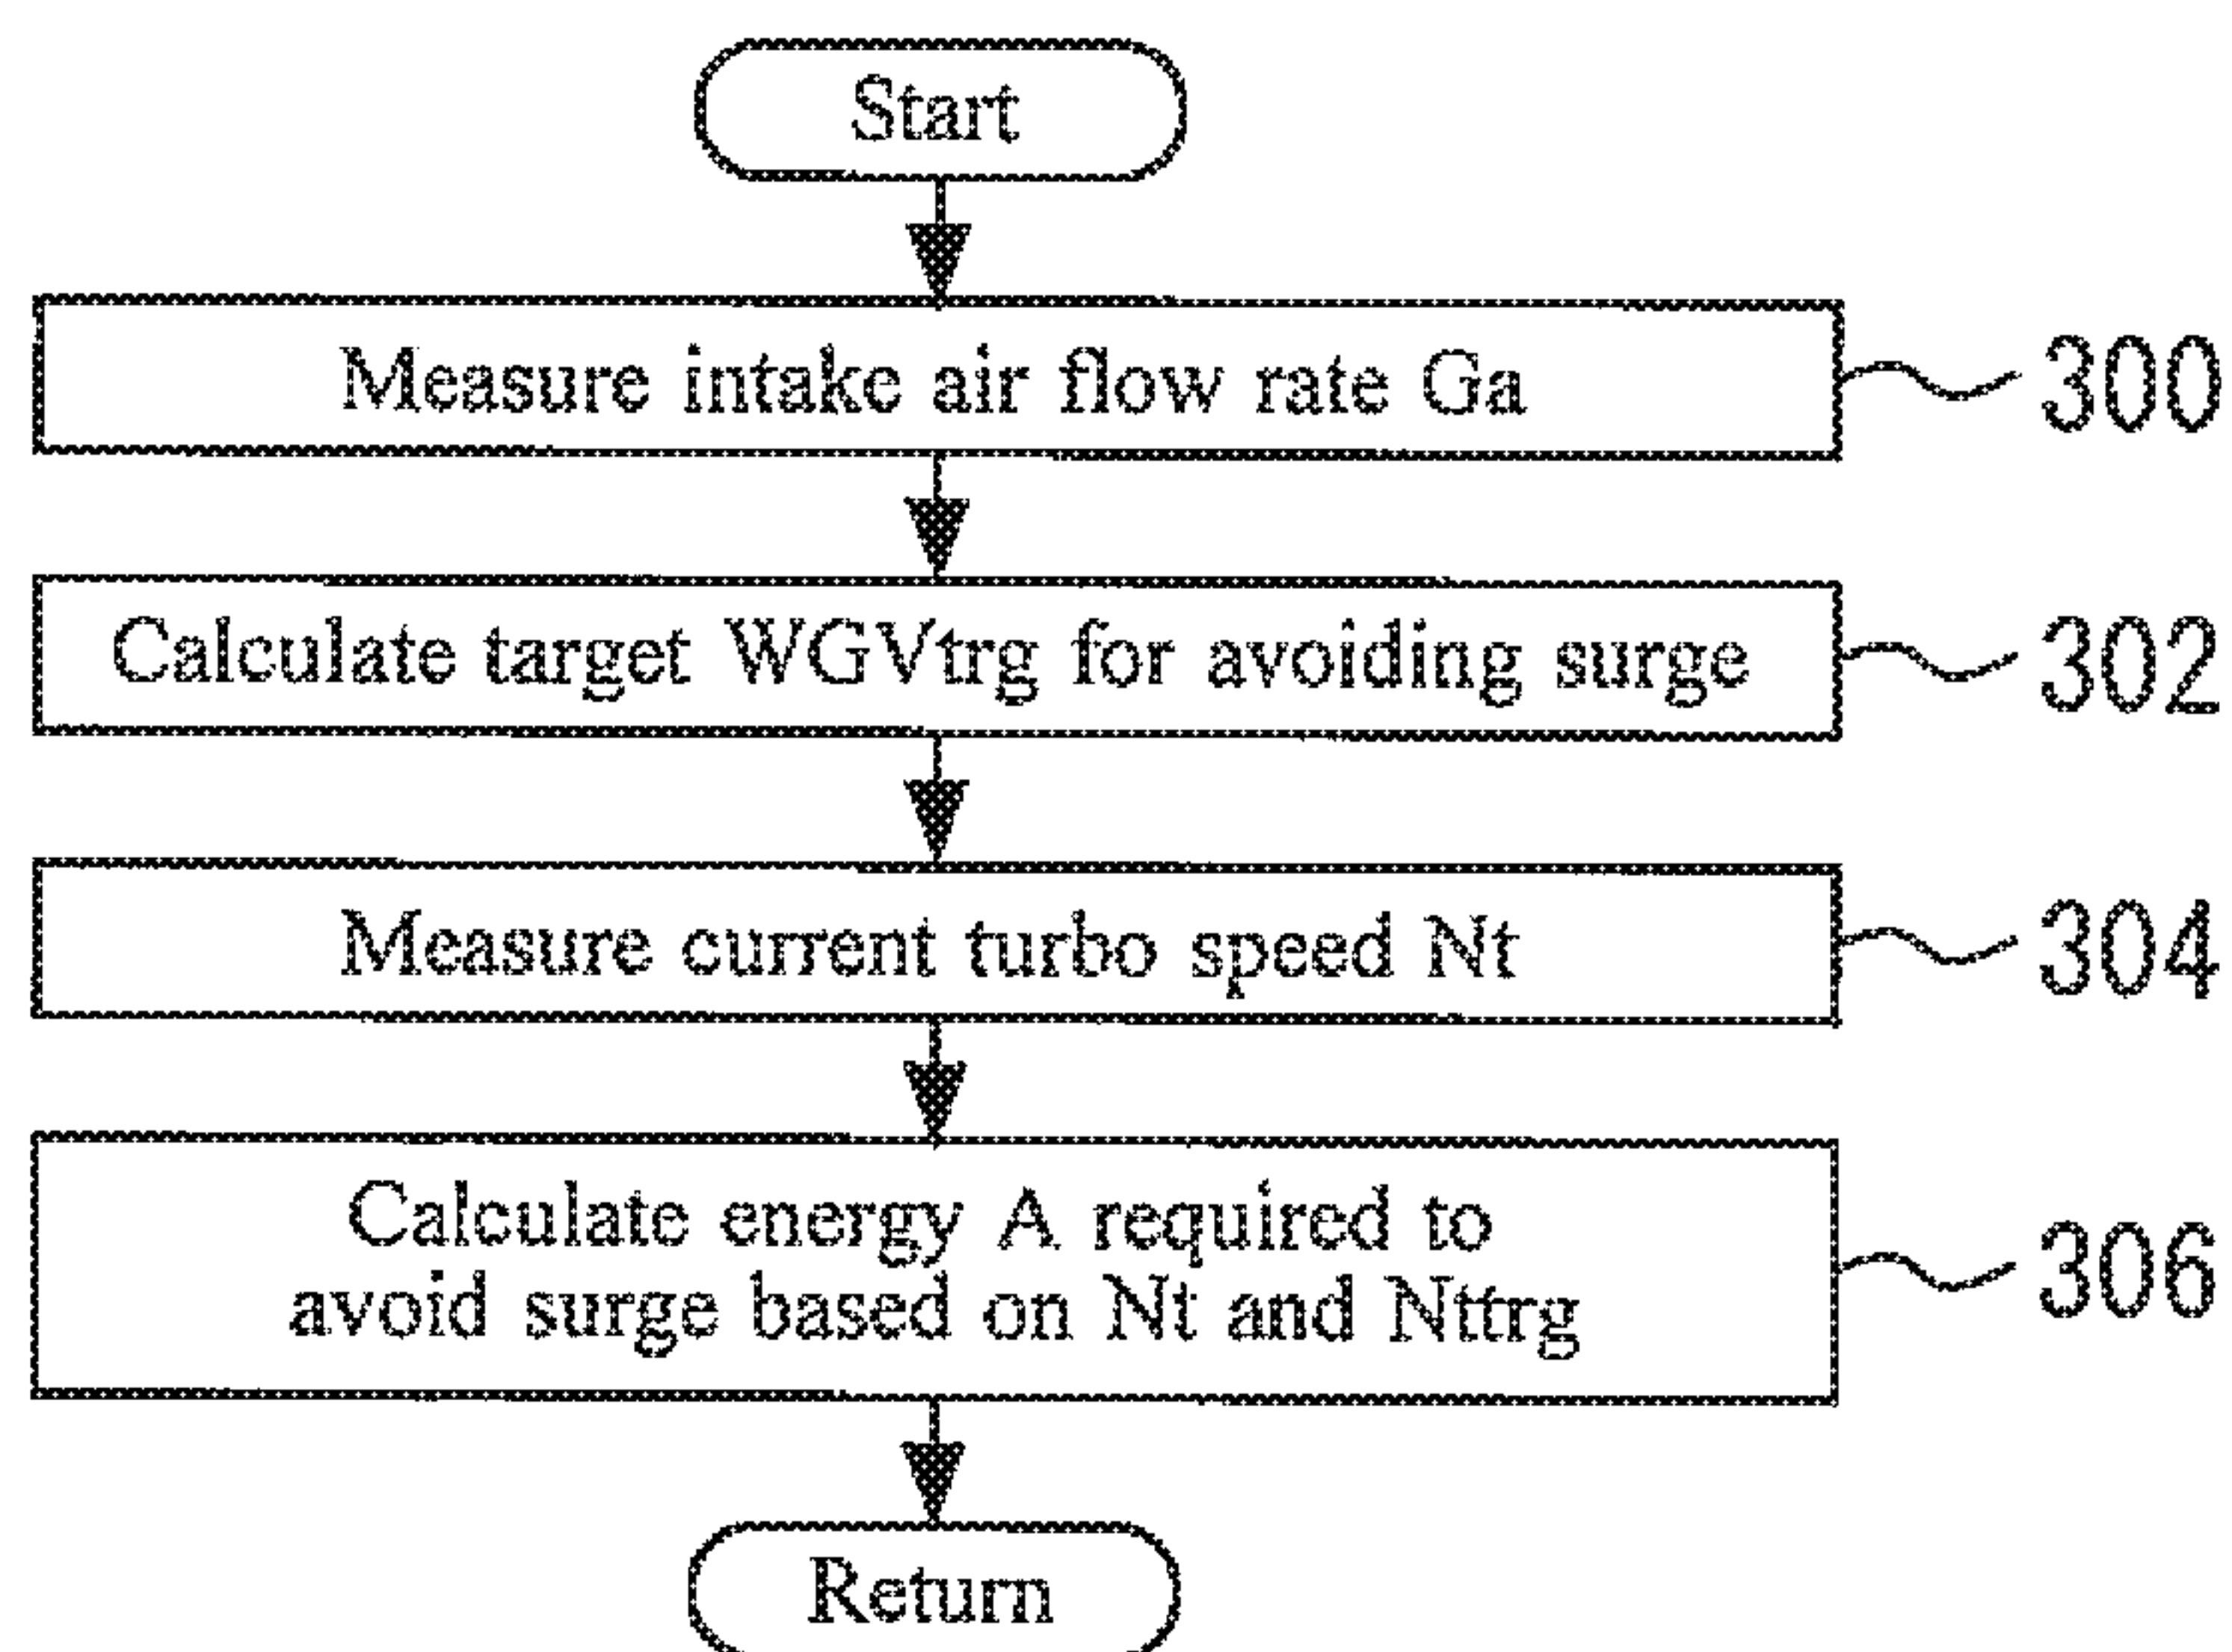 Start
Measure intake air flow rate Ga
300
Calculate target WGVtrg for avoiding surge
302
Measure current turbo speed Nt
304
Calculate energy A required to
avoid surge based on Nt and Nttrg
306
Return